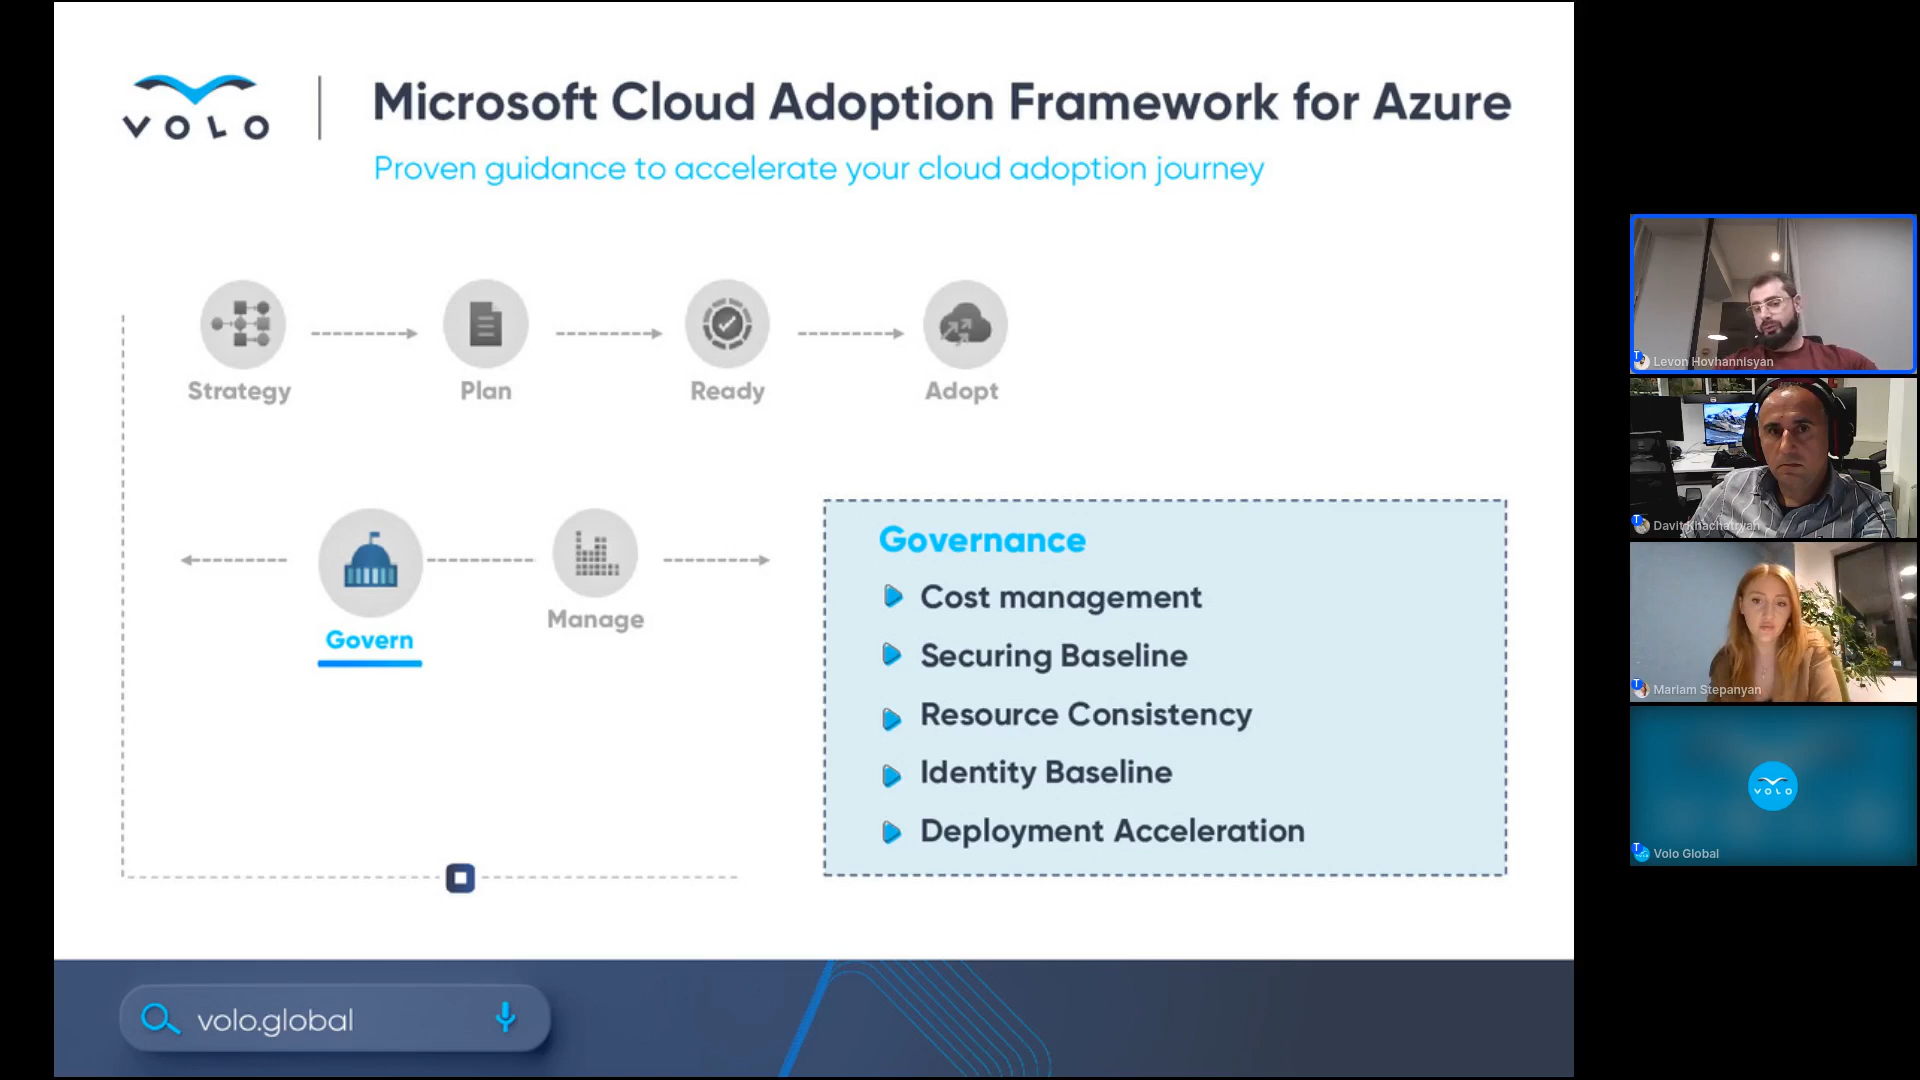 VOLO
Microsoft Cloud Adoption Framework for Azure
Proven guidance to accelerate your cloud adoption journey
Strategy
Plan
Ready
Adopt
Govern
Manage
Governance
Cost management
Securing Baseline
Resource Consistency
Identity Baseline
Deployment Acceleration
volo.global
T
Levon Hovhannisyan
T
Davit Khachatryan
T
Mariam Stepanyan
VOLO
T
Volo Global